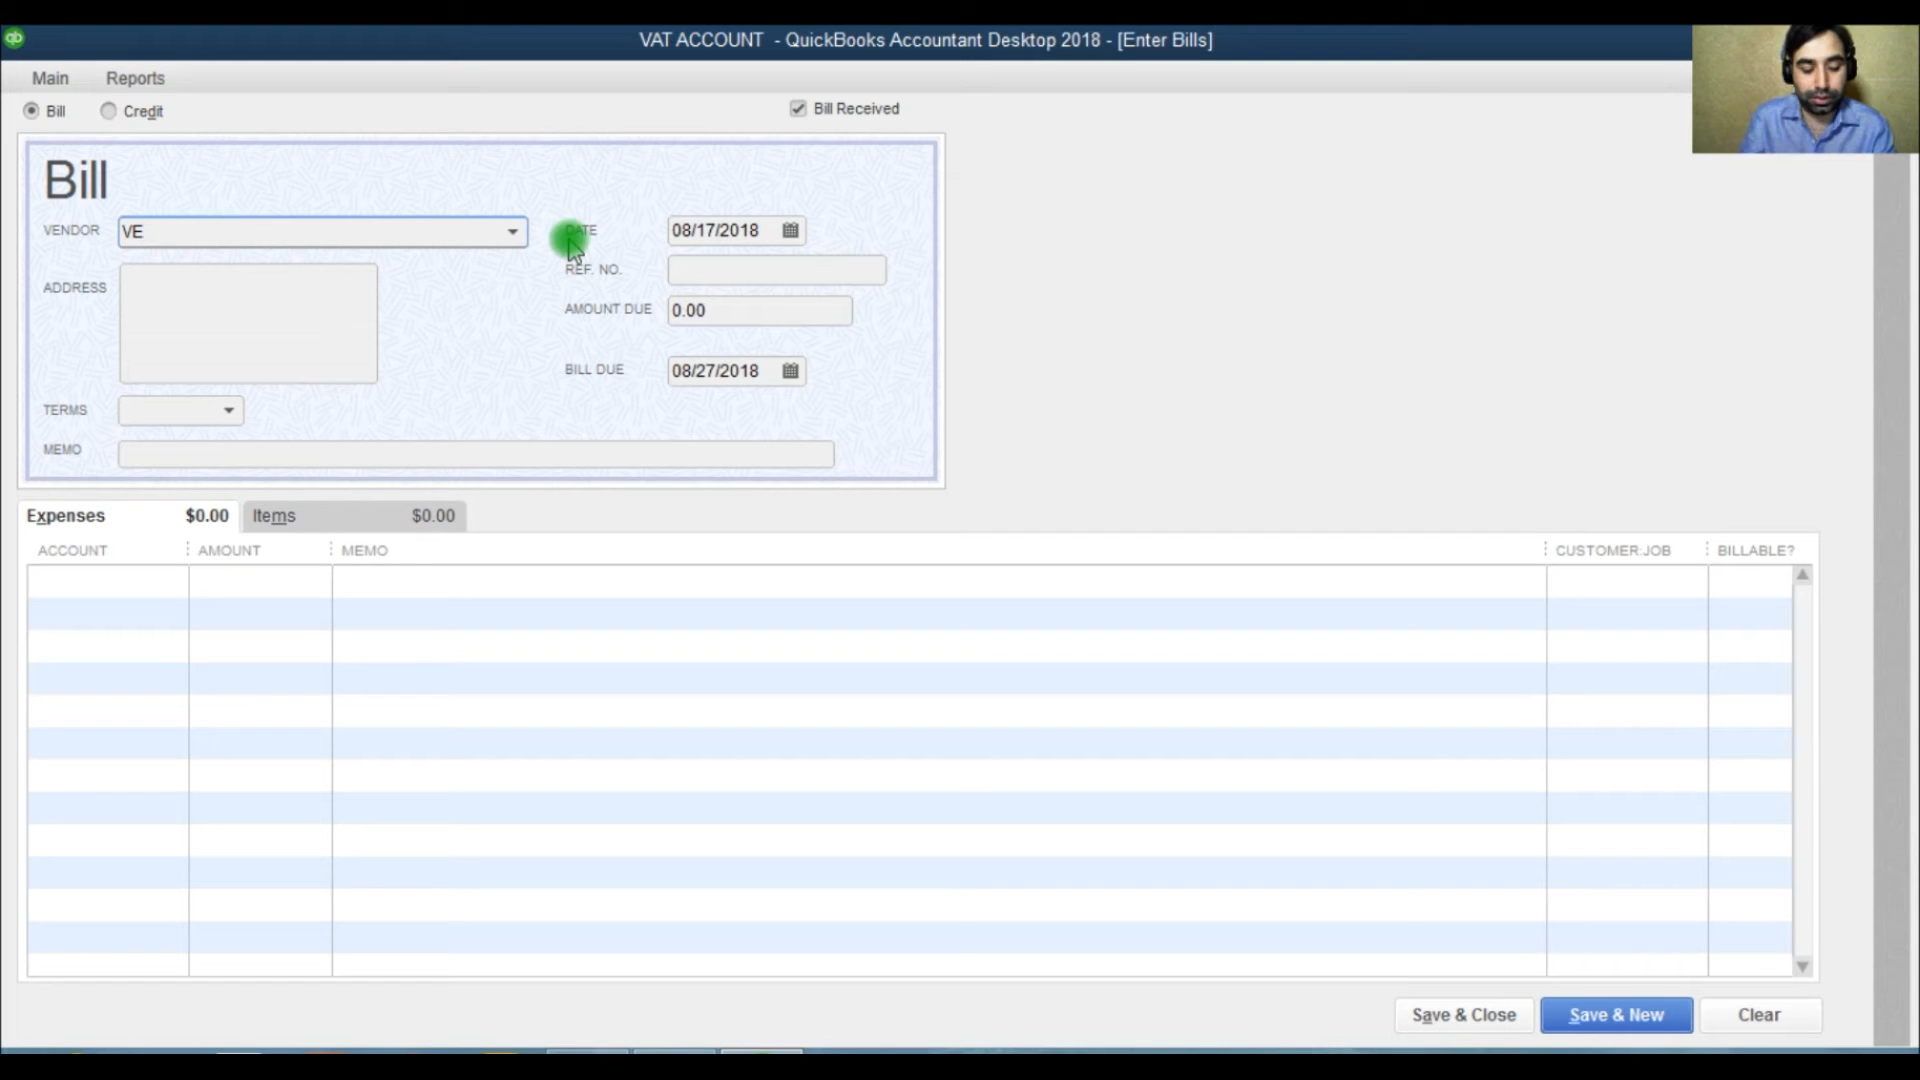 qb
VAT ACCOUNT - QuickBooks Accountant Desktop 2018 - [Enter Bills]
Main Reports
Bill Credit Bill Received
Bill
VENDOR VE DATE 08/17/2018
REF. NO.
ADDRESS
AMOUNT DUE 0.00
BILL DUE 08/27/2018
TERMS
MEMO
Expenses $0.00 Items $0.00
ACCOUNT AMOUNT MEMO CUSTOMER:JOB BILLABLE?
Save & Close Save & New Clear